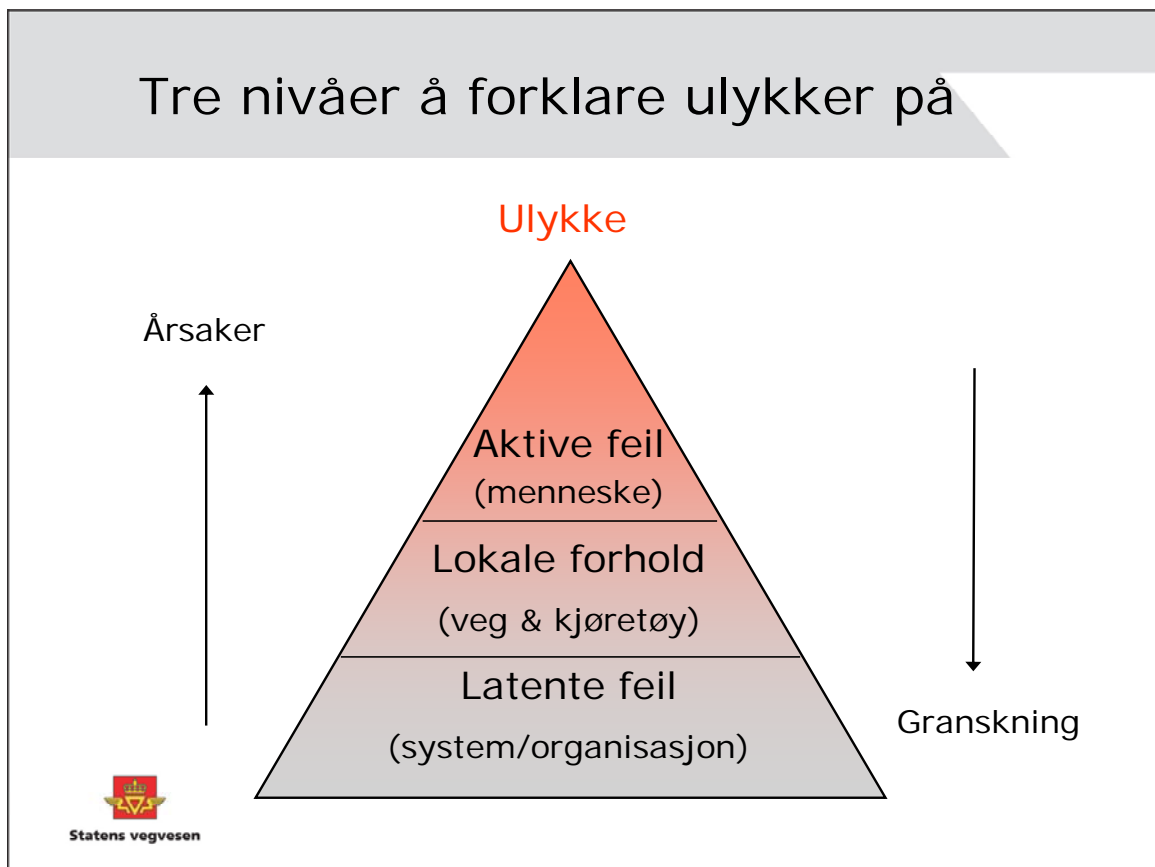 Tre nivåer å forklare ulykker på
Ulykke
Årsaker
Aktive feil
(menneske)
Lokale forhold
(veg & kjøretøy)
Latente feil
(system/organisasjon)
Granskning
Statens vegvesen